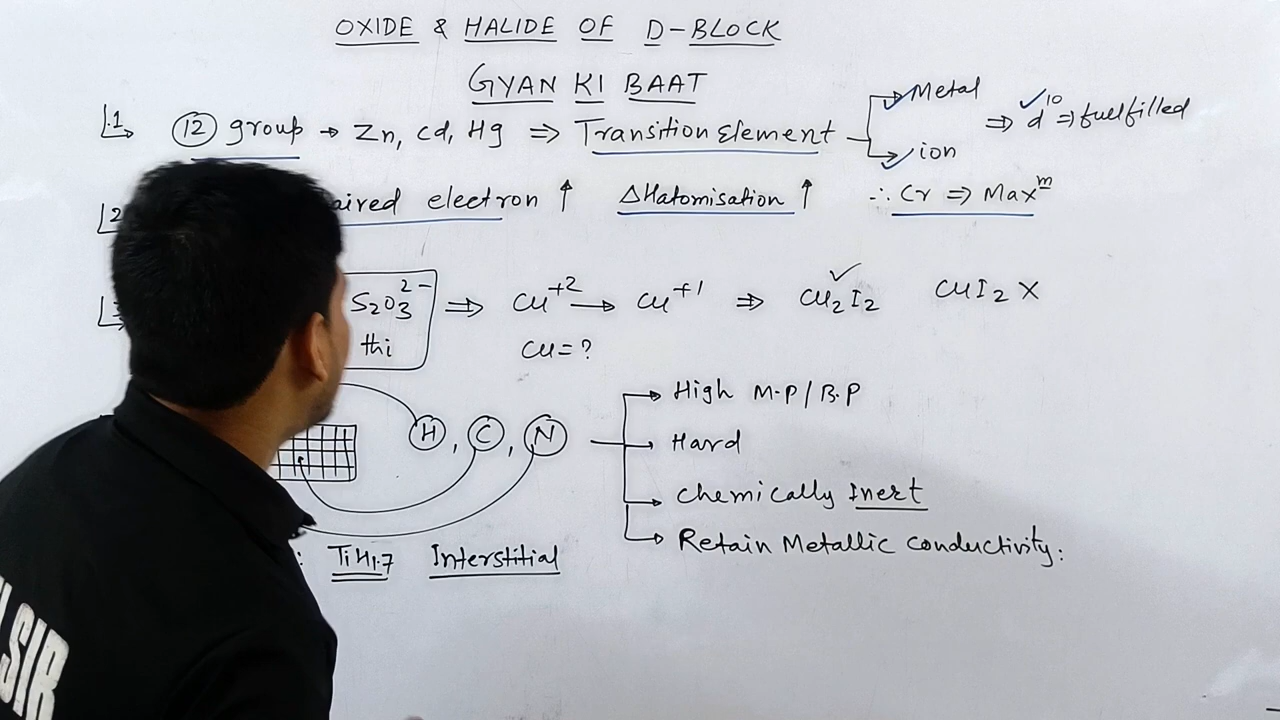 OXIDE & HALIDE OF D-BLOCK
GYAN KI BAAT
1 12 group → Zn, Cd, Hg ⇒ Transition Element
Metal
ion
⇒ d¹⁰ ⇒ fullfilled
2 aired electron ↑ ΔHatomisation ↑ ∴ Cr ⇒ Maxᵐ
S₂O₃²⁻ ⇒ Cu⁺² → Cu⁺¹ ⇒ Cu₂I₂ ✓ CuI₂ X
thi
Cu = ?
H, C, N
High M.P/B.P
Hard
Chemically Inert
Retain Metallic conductivity:
: TiH₁.₇ Interstitial
SIR